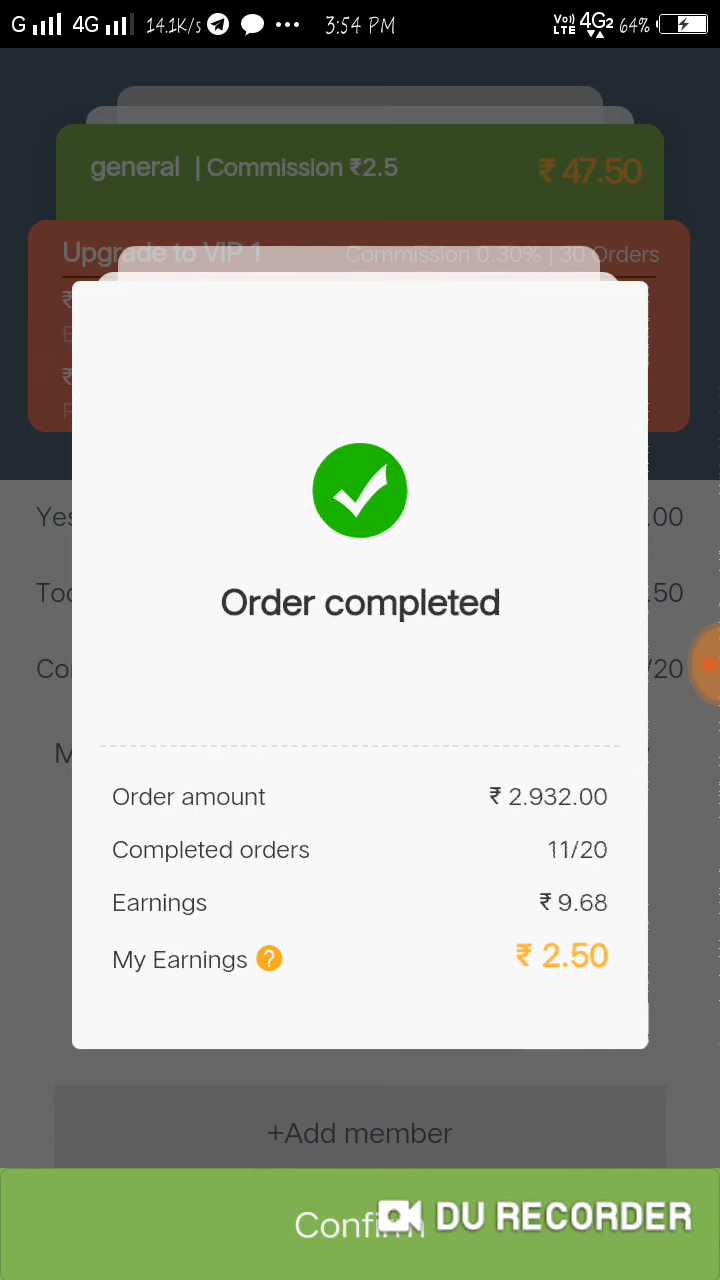 G 4G 14.1K/s 3:54 PM Vo)) LTE 4G2 64%
general | Commission ₹2.5 ₹ 47.50
Upgrade to VIP 1 Commission 0.30% | 30 Orders
₹
₹
Order completed
Order amount ₹ 2.932.00
Completed orders 11/20
Earnings ₹ 9.68
My Earnings ? ₹ 2.50
+Add member
Confirm
DU RECORDER